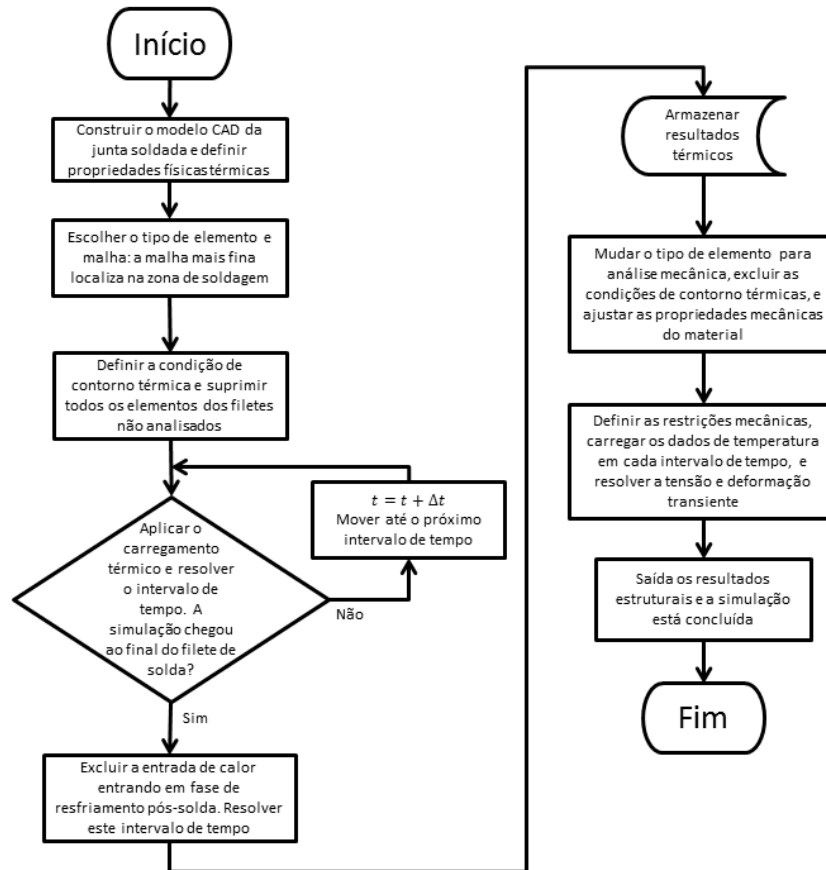 Início
Construir o modelo CAD da
junta soldada e definir
propriedades físicas térmicas
Escolher o tipo de elemento e
malha: a malha mais fina
localiza na zona de soldagem
Definir a condição de
contorno térmica e suprimir
todos os elementos dos filetes
não analisados
t = t + Δt
Mover até o próximo
intervalo de tempo
Aplicar o
carregamento
térmico e resolver
o intervalo de
tempo. A
simulação chegou
ao final do filete de
solda?
Não
Sim
Excluir a entrada de calor
entrando em fase de
resfriamento pós-solda. Resolver
este intervalo de tempo
Armazenar
resultados
térmicos
Mudar o tipo de elemento para
análise mecânica, excluir as
condições de contorno térmicas, e
ajustar as propriedades mecânicas
do material
Definir as restrições mecânicas,
carregar os dados de temperatura
em cada intervalo de tempo, e
resolver a tensão e deformação
transiente
Saída os resultados
estruturais e a simulação
está concluída
Fim